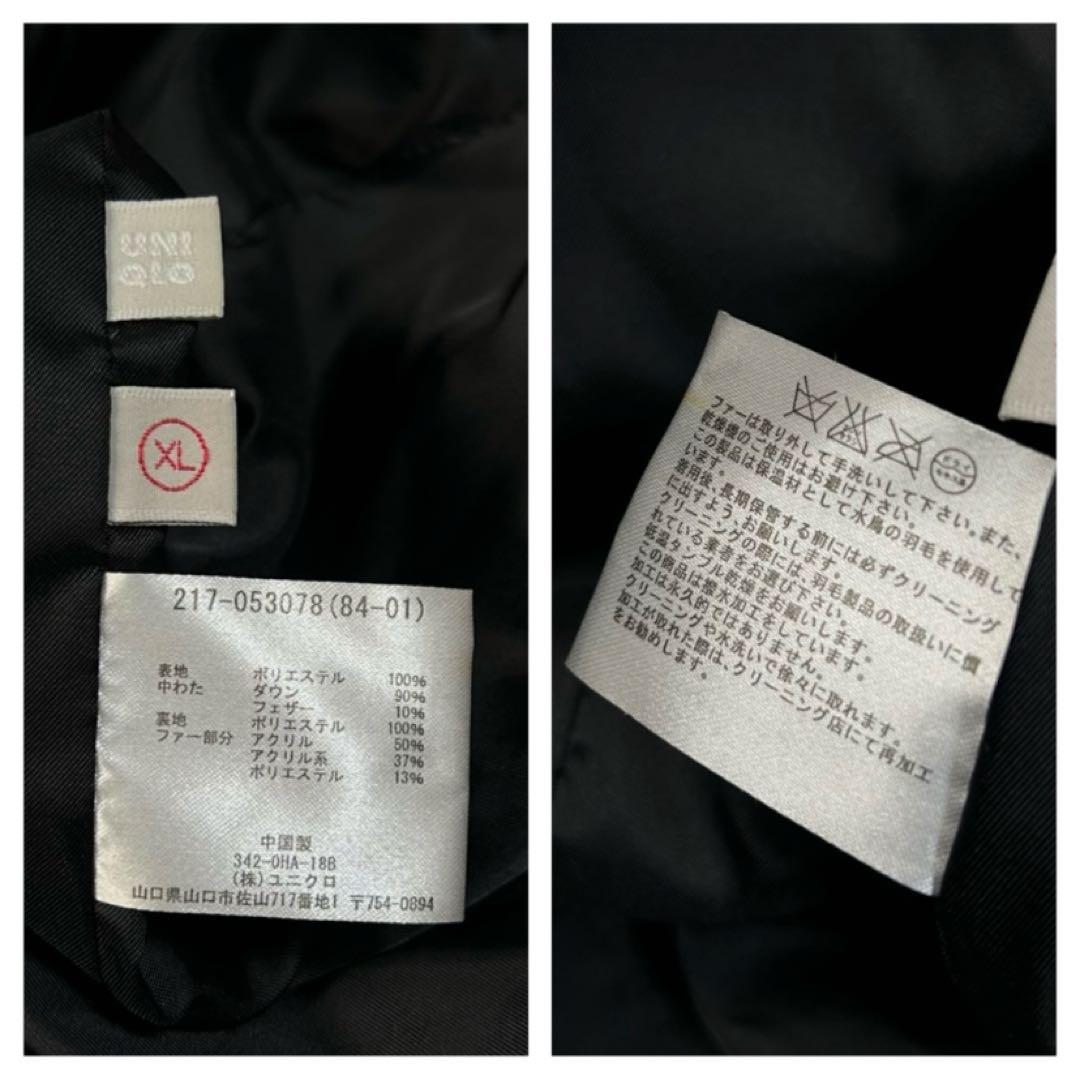 UNI
QLO
XL
217-053078(84-01)
表地 ポリエステル 100%
中わた ダウン 90%
フェザー 10%
裏地 ポリエステル 100%
ファー部分 アクリル 50%
アクリル系 37%
ポリエステル 13%
中国製
342-0HA-18B
(株)ユニクロ
山口県山口市佐山717番地1 〒754-0894
ドライ
ファーは取り外して手洗いして下さい。また、
乾燥機のご使用はお避け下さい。
この製品は保温材として水鳥の羽毛を使用して
います。
着用後、長期保管する前には必ずクリーニング
に出すよう、お願いします。
クリーニングの際には、羽毛製品の取扱いに慣
れている業者をお選び下さい。
低温タンブル乾燥をお願いします。
この商品は撥水加工をしています。
加工は永久的ではありません。
クリーニングや水洗いで徐々に取れます。
加工が取れた際は、クリーニング店にて再加工
をお勧めします。